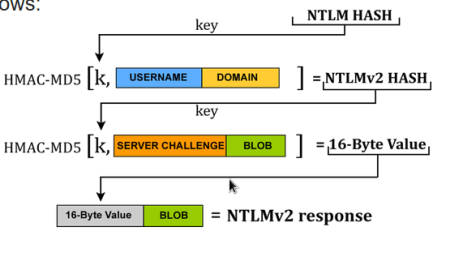 ows:
NTLM HASH
key
HMAC-MD5 [k, USERNAME DOMAIN ] = NTLMv2 HASH
key
HMAC-MD5 [k, SERVER CHALLENGE BLOB ] = 16-Byte Value
16-Byte Value BLOB = NTLMv2 response